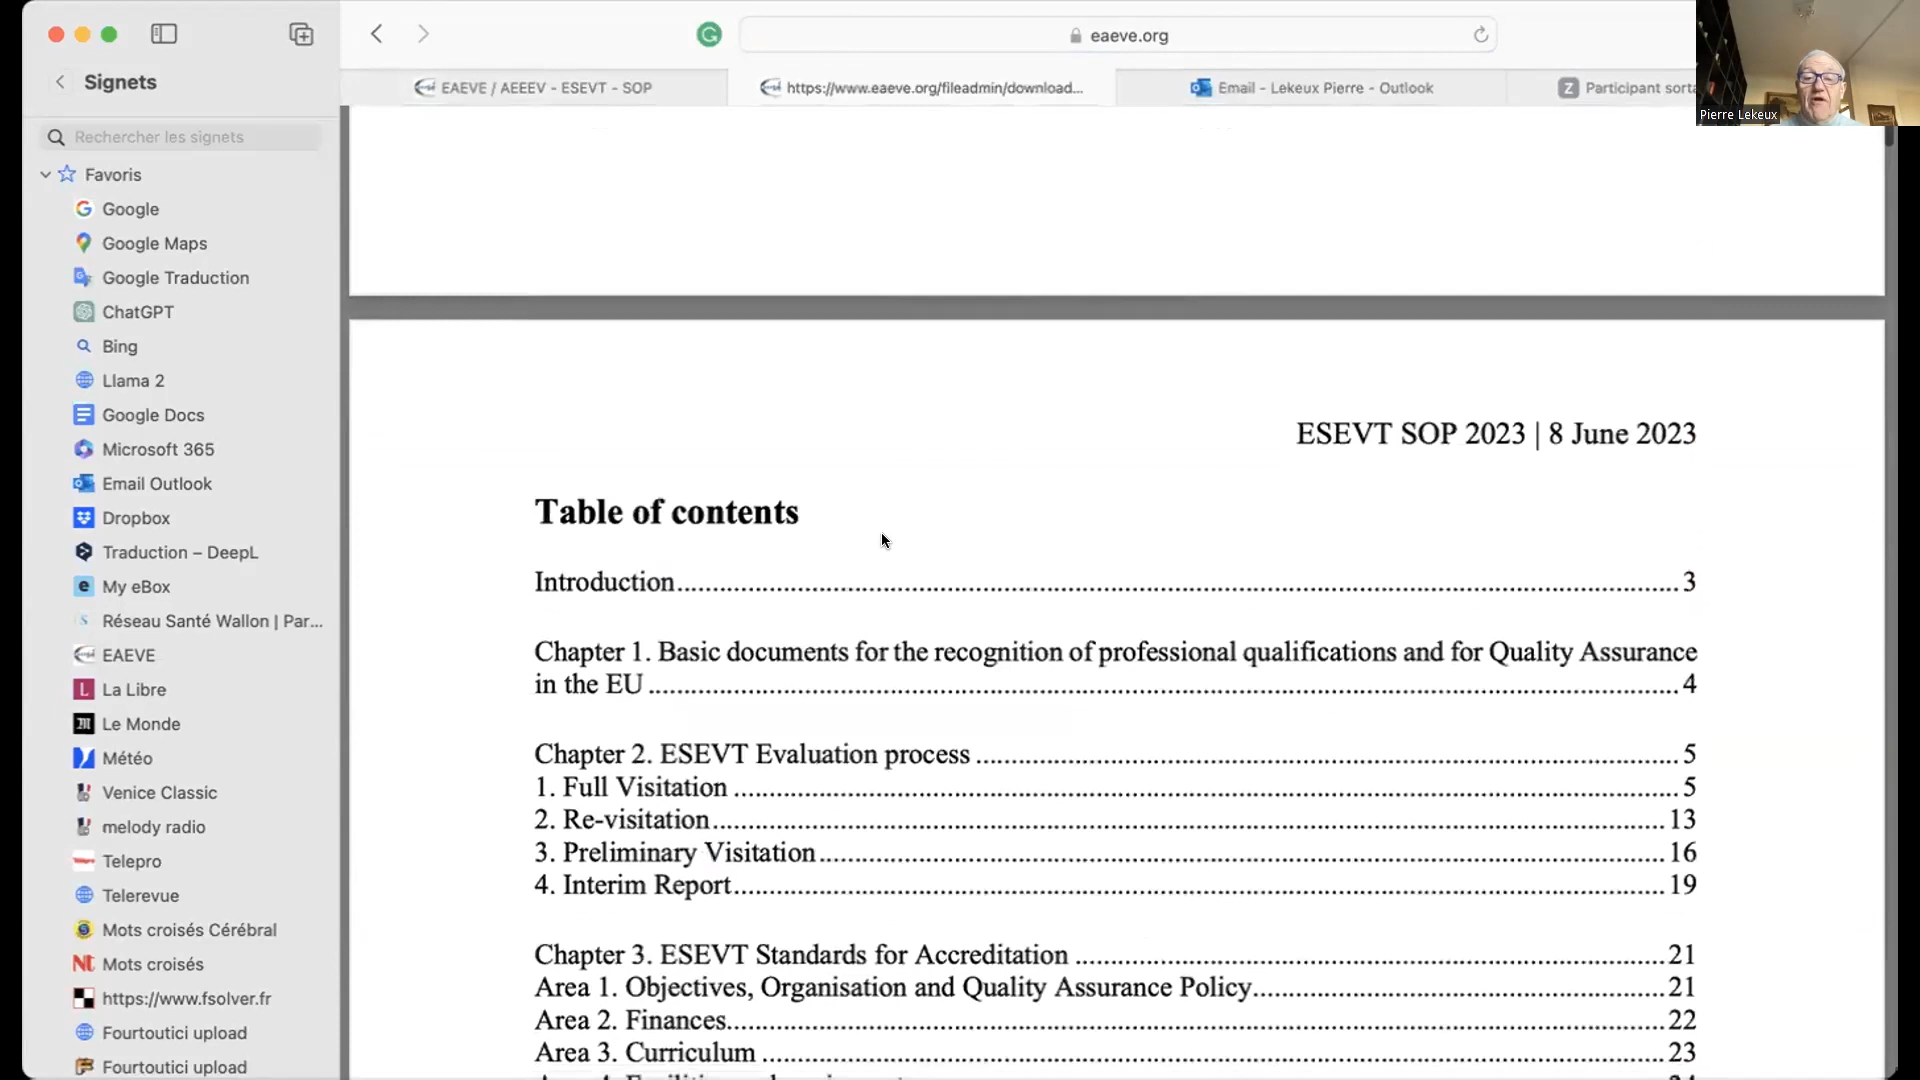 eaeve.org
Signets
EAEVE / AEEEV - ESEVT - SOP
https://www.eaeve.org/fileadmin/download...
Email - Lekeux Pierre - Outlook
Z Participant sorta
Pierre Lekeux
Rechercher les signets
Favoris
Google
Google Maps
Google Traduction
ChatGPT
Bing
Llama 2
Google Docs
Microsoft 365
Email Outlook
Dropbox
Traduction – DeepL
My eBox
Réseau Santé Wallon | Par...
EAEVE
La Libre
Le Monde
Météo
Venice Classic
melody radio
Telepro
Telerevue
Mots croisés Cérébral
Mots croisés
https://www.fsolver.fr
Fourtoutici upload
Fourtoutici upload
ESEVT SOP 2023 | 8 June 2023
Table of contents
Introduction 3
Chapter 1. Basic documents for the recognition of professional qualifications and for Quality Assurance
in the EU 4
Chapter 2. ESEVT Evaluation process 5
1. Full Visitation 5
2. Re-visitation 13
3. Preliminary Visitation 16
4. Interim Report 19
Chapter 3. ESEVT Standards for Accreditation 21
Area 1. Objectives, Organisation and Quality Assurance Policy 21
Area 2. Finances 22
Area 3. Curriculum 23